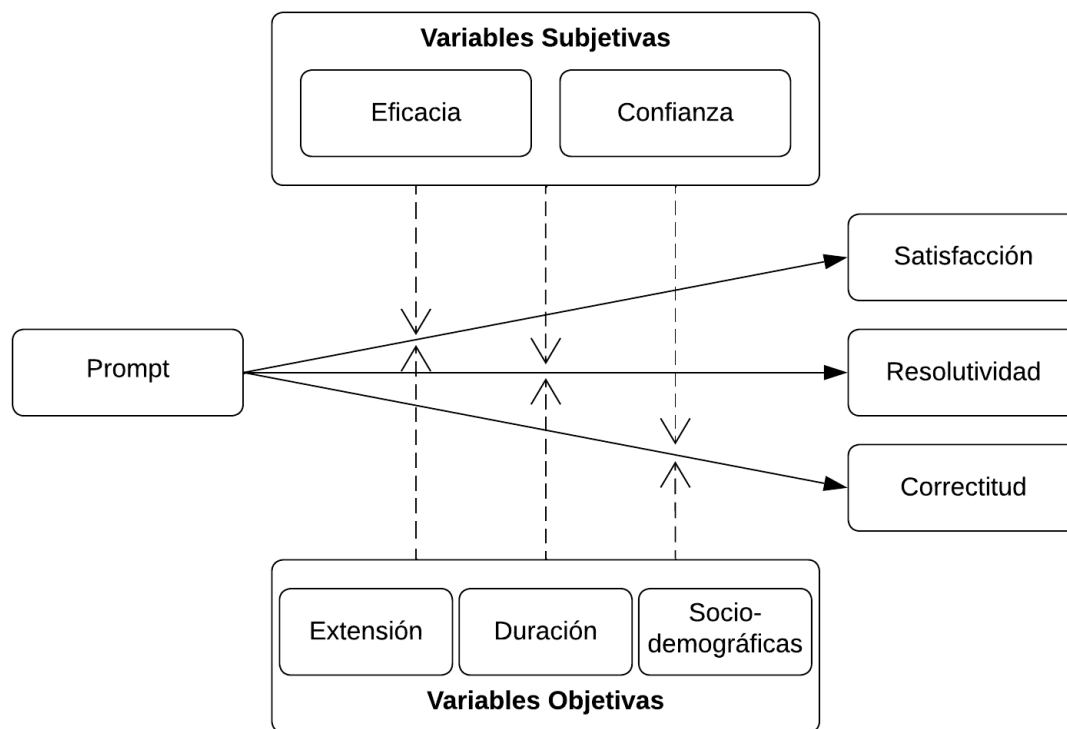 Variables Subjetivas
Eficacia
Confianza
Satisfacción
Prompt
Resolutividad
Correctitud
Extensión
Duración
Socio-
demográficas
Variables Objetivas